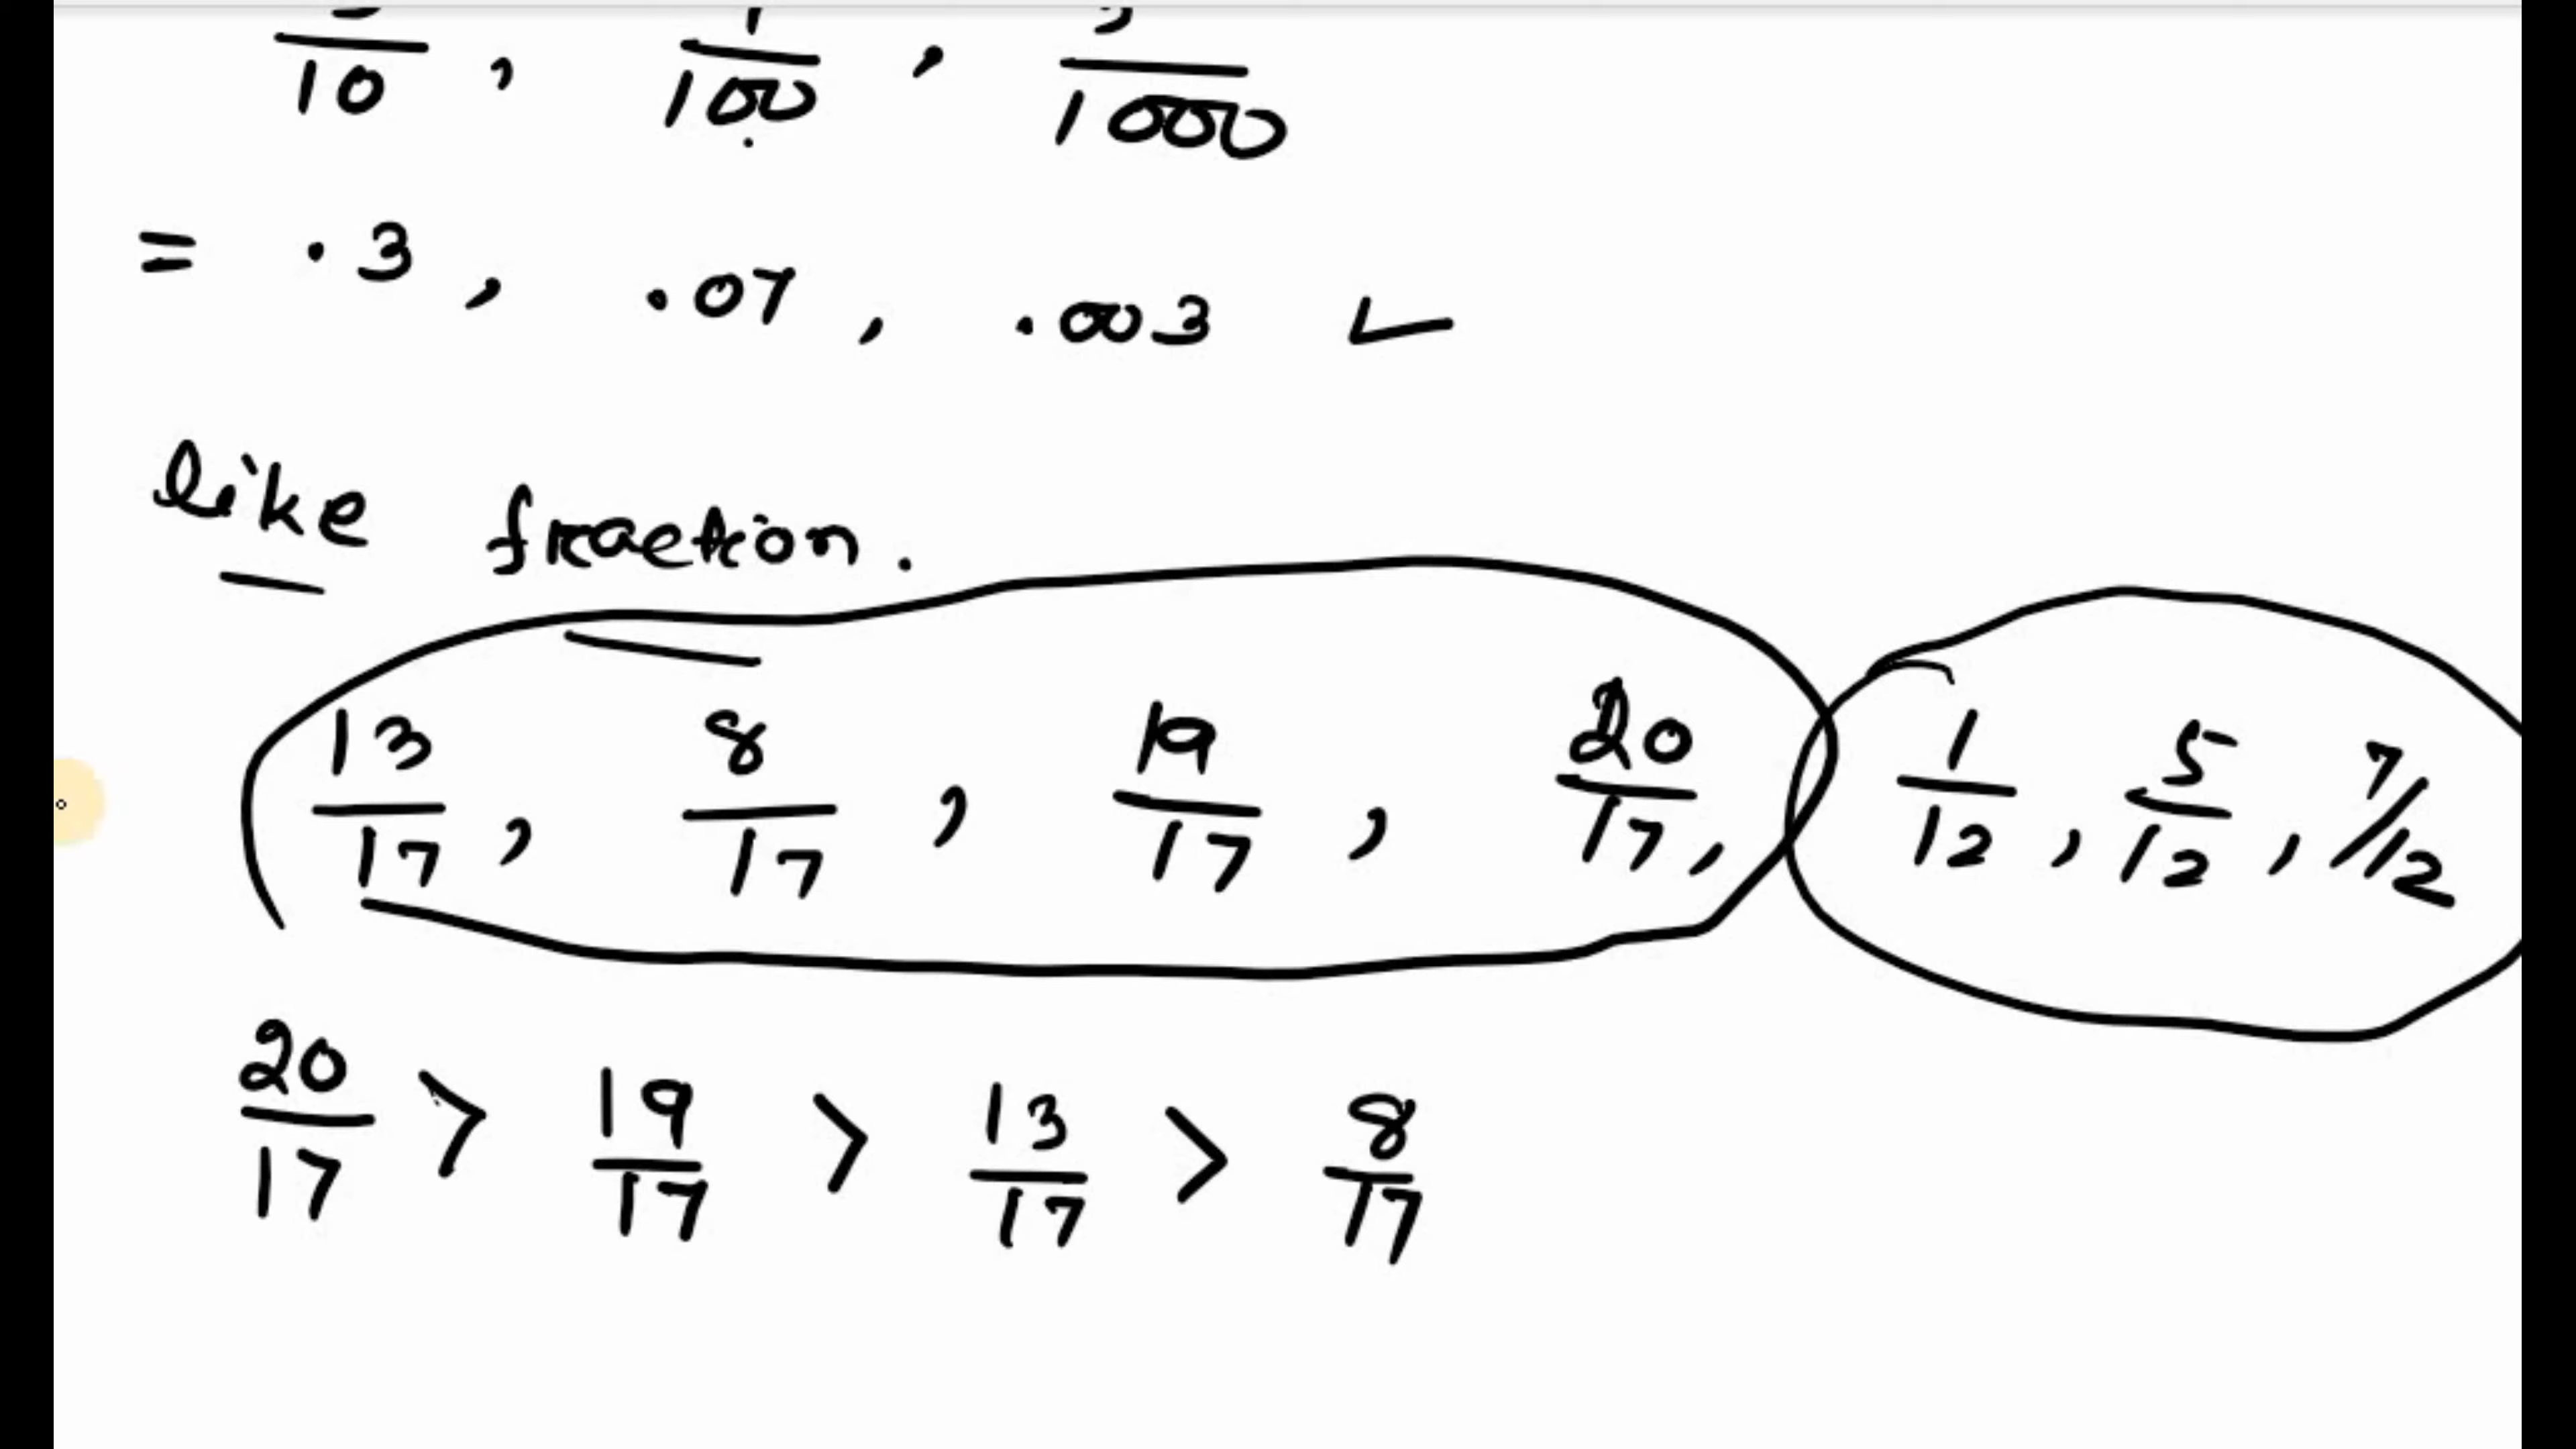 /10 , /100 , /1000
= .3 , .07 , .003
like fraction.
13/17 , 8/17 , 19/17 , 20/17 , 1/12 , 5/12 , 7/12
20/17 > 19/17 > 13/17 > 8/17